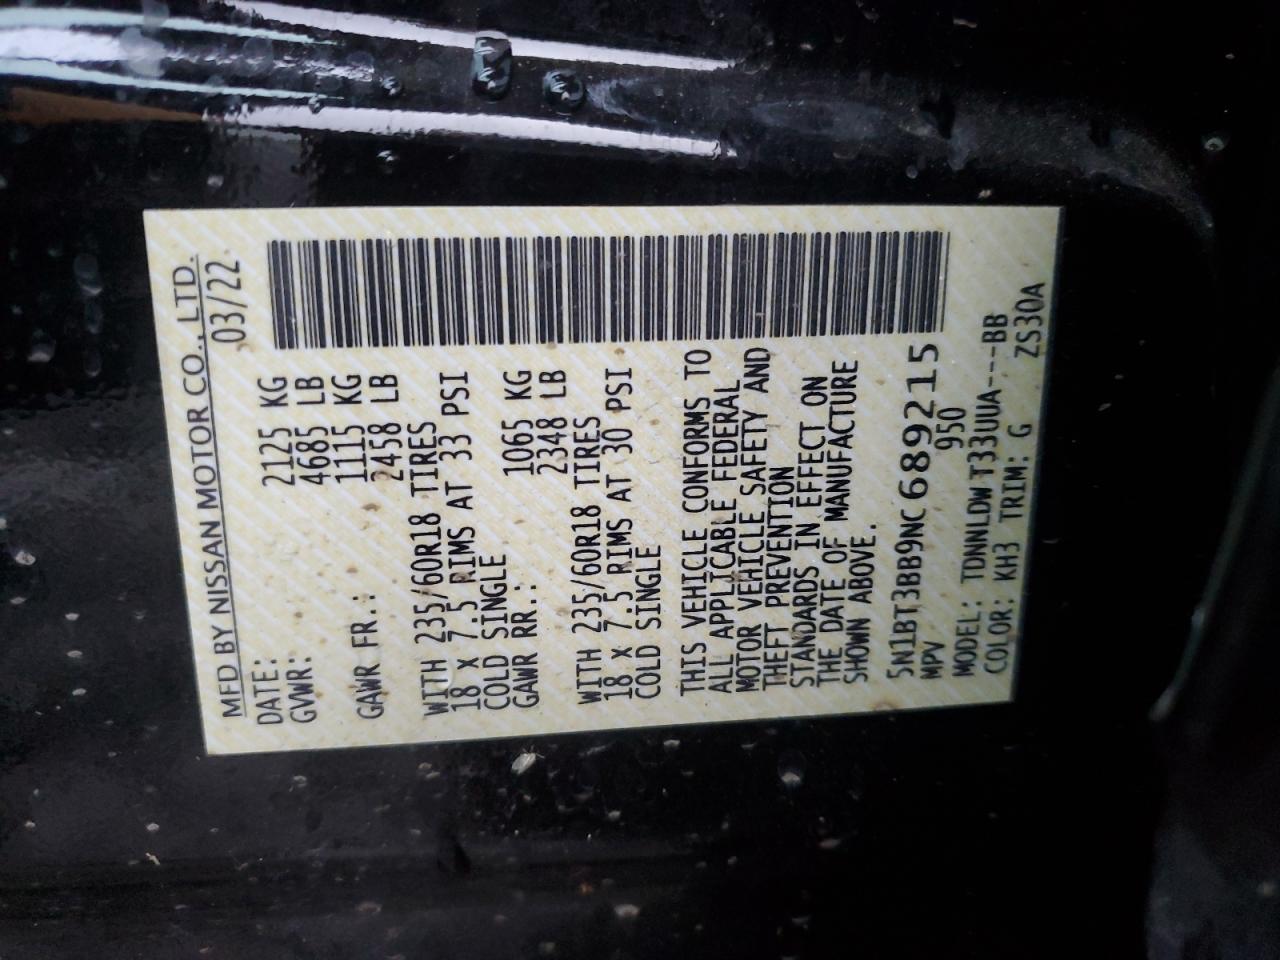 MFD BY NISSAN MOTOR CO., LTD.
DATE: 03/22
GVWR: 2125 KG
4685 LB
GAWR FR.: 1115 KG
2458 LB
WITH 235/60R18 TIRES
18 X 7.5 RIMS AT 33 PSI
COLD SINGLE
GAWR RR.: 1065 KG
2348 LB
WITH 235/60R18 TIRES
18 X 7.5 RIMS AT 30 PSI
COLD SINGLE
THIS VEHICLE CONFORMS TO
ALL APPLICABLE FEDERAL
MOTOR VEHICLE SAFETY AND
THEFT PREVENTION
STANDARDS IN EFFECT ON
THE DATE OF MANUFACTURE
SHOWN ABOVE.
5N1BT3BB9NC689215
MPV 950
MODEL: TDNNLDWT33UUA---BB
COLOR: KH3 TRIM: G ZS30A